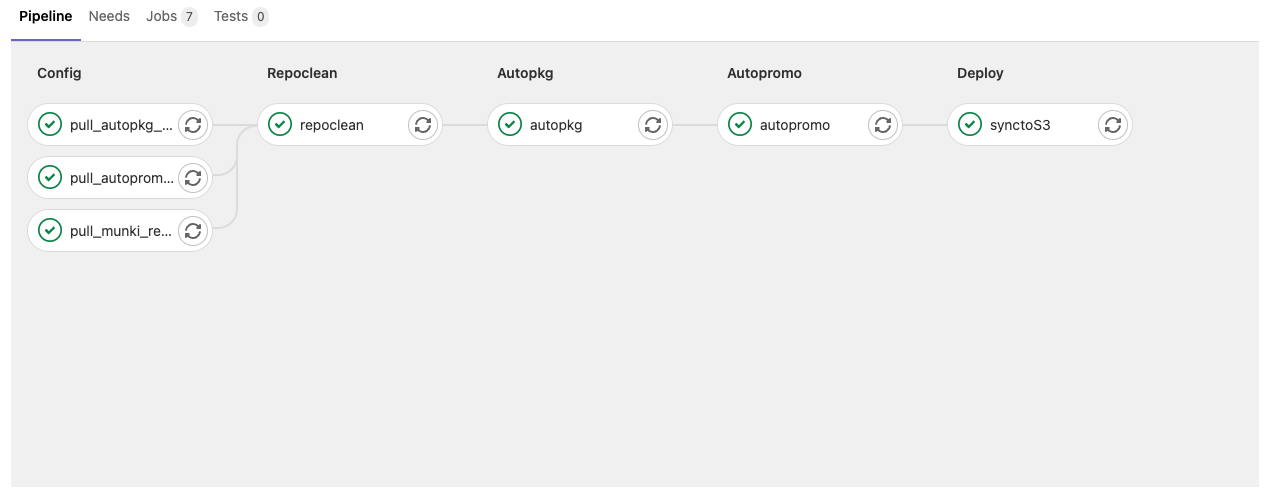 Pipeline Needs Jobs 7 Tests 0
Config Repoclean Autopkg Autopromo Deploy
pull_autopkg_... repoclean autopkg autopromo synctoS3
pull_autoprom...
pull_munki_re...